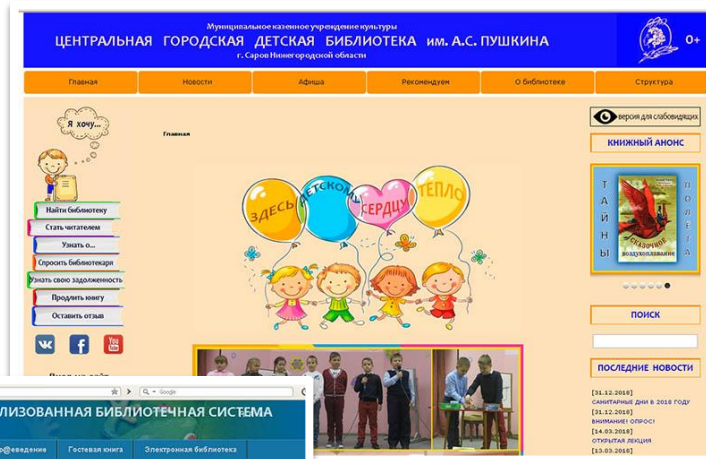 Муниципальное казенное учреждение культуры
ЦЕНТРАЛЬНАЯ ГОРОДСКАЯ ДЕТСКАЯ БИБЛИОТЕКА им. А.С. ПУШКИНА
г. Саров Нижегородской области
0+
Главная
Новости
Афиша
Рекомендуем
О библиотеке
Структура
Я хочу...
Найти библиотеку
Стать читателем
Узнать о...
Спросить библиотекаря
Узнать свою задолженность
Продлить книгу
Оставить отзыв
Главная
ЗДЕСЬ
ДЕТСКОМУ
СЕРДЦУ
ТЕПЛО
версия для слабовидящих
КНИЖНЫЙ АНОНС
ТАЙНЫ
ПОЛЕТА
СКАЗОЧНОЕ
ВОЗДУХОПЛАВАНИЕ
You
ПОИСК
ПОСЛЕДНИЕ НОВОСТИ
[31.12.2018]
САНИТАРНЫЕ ДНИ В 2018 ГОДУ
[31.12.2018]
ВНИМАНИЕ! ОПРОС!
[14.03.2018]
ОТКРЫТАЯ ЛЕКЦИЯ
[13.03.2018]
Google
ЛИЗОВАННАЯ БИБЛИОТЕЧНАЯ СИСТЕМА
о@еведение
Гостевая книга
Электронная библиотека